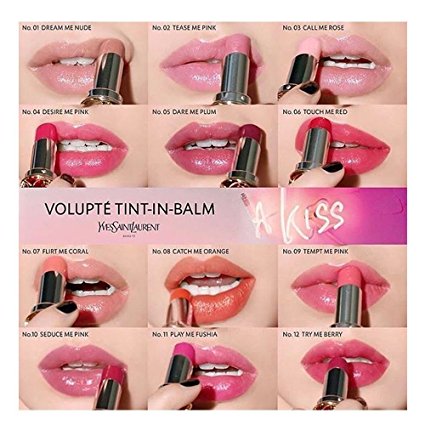 No. 01 DREAM ME NUDE
No. 02 TEASE ME PINK
No. 03 CALL ME ROSE
No. 04 DESIRE ME PINK
No. 05 DARE ME PLUM
No. 06 TOUCH ME RED
VOLUPTÉ TINT-IN-BALM
YVESSAINTLAURENT
A KISS
No. 07 FLIRT ME CORAL
No. 08 CATCH ME ORANGE
No. 09 TEMPT ME PINK
No.10 SEDUCE ME PINK
No. 11 PLAY ME FUSHIA
No. 12 TRY ME BERRY